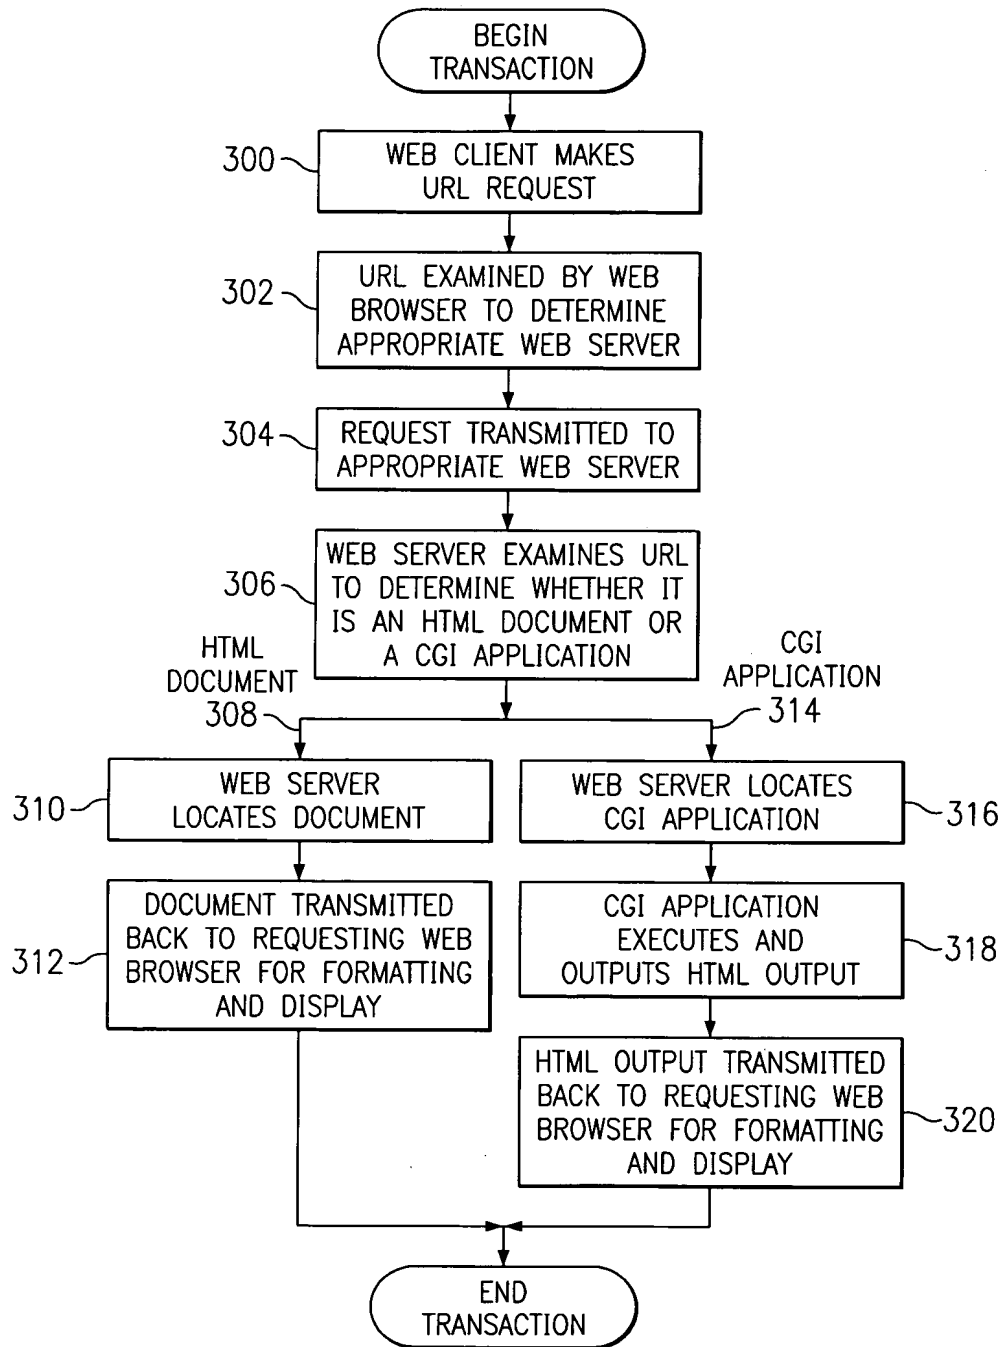 BEGIN
TRANSACTION
300
WEB CLIENT MAKES
URL REQUEST
302
URL EXAMINED BY WEB
BROWSER TO DETERMINE
APPROPRIATE WEB SERVER
304
REQUEST TRANSMITTED TO
APPROPRIATE WEB SERVER
306
WEB SERVER EXAMINES URL
TO DETERMINE WHETHER IT
IS AN HTML DOCUMENT OR
A CGI APPLICATION
HTML
DOCUMENT
308
CGI
APPLICATION
314
310
WEB SERVER
LOCATES DOCUMENT
WEB SERVER LOCATES
CGI APPLICATION
316
312
DOCUMENT TRANSMITTED
BACK TO REQUESTING WEB
BROWSER FOR FORMATTING
AND DISPLAY
CGI APPLICATION
EXECUTES AND
OUTPUTS HTML OUTPUT
318
HTML OUTPUT TRANSMITTED
BACK TO REQUESTING WEB
BROWSER FOR FORMATTING
AND DISPLAY
320
END
TRANSACTION